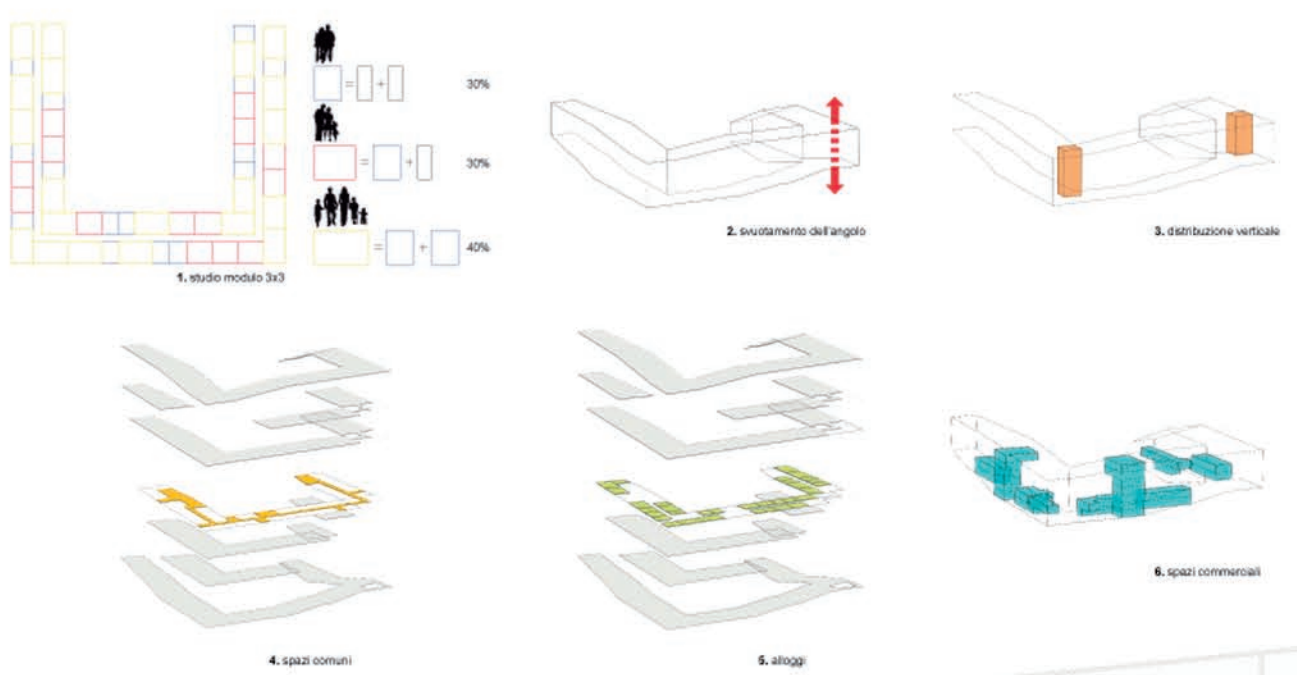 = +
30%
= +
30%
= +
40%
1. studio modulo 3x3
2. svuotamento dell'angolo
3. distribuzione verticale
4. spazi comuni
5. alloggi
6. spazi commerciali